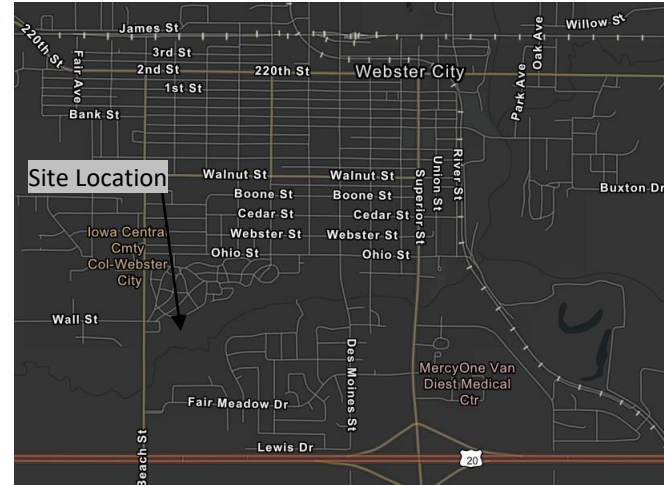 James St
Willow St
220th St
Oak Ave
3rd St
Fair Ave
2nd St
220th St
Webster City
1st St
Park Ave
Bank St
Site Location
Walnut St
Walnut St
Union St
River St
Superior St
Buxton Dr
Boone St
Boone St
Cedar St
Cedar St
Iowa Central
Cmty
Col-Webster
City
Webster St
Webster St
Ohio St
Ohio St
Wall St
Des Moines St
MercyOne Van
Diest Medical
Ctr
Fair Meadow Dr
Beach St
Lewis Dr
20